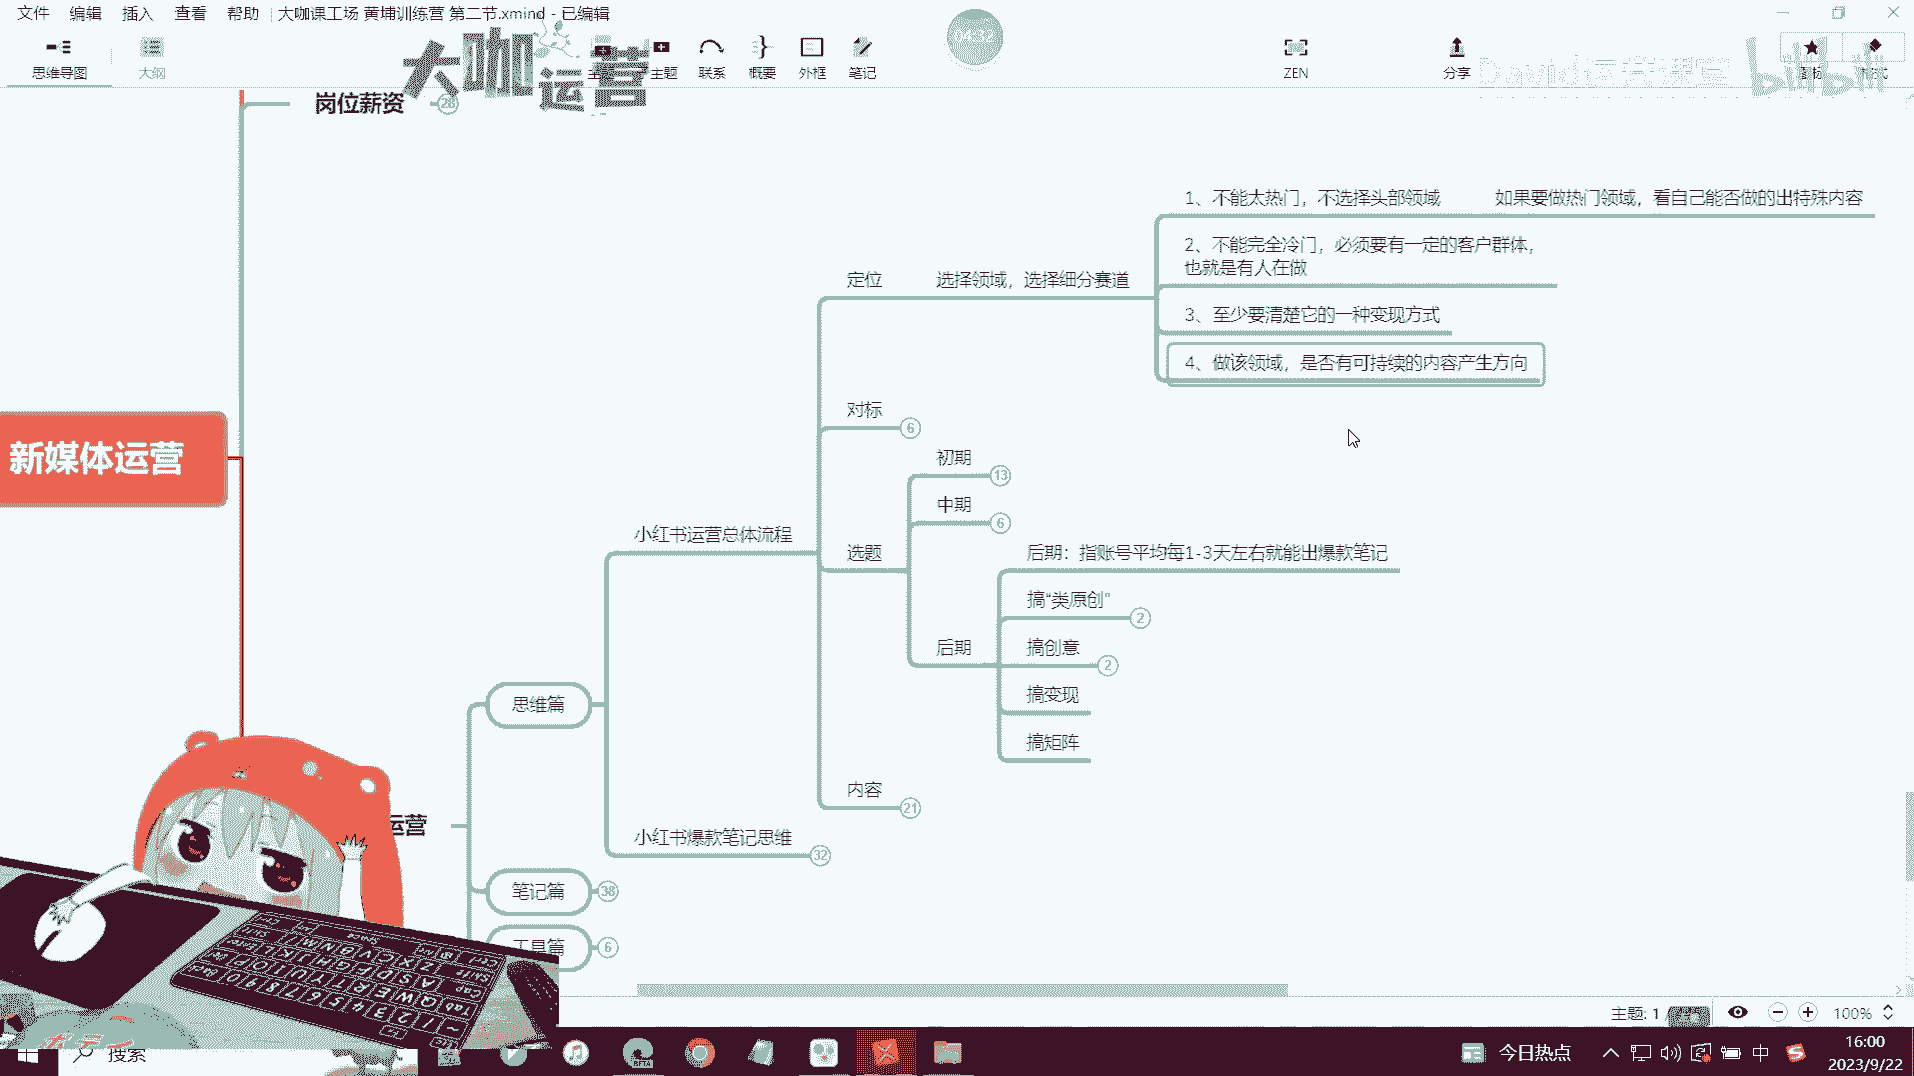 文件 编辑 插入 查看 帮助 大咖课工场 黄埔训练营 第二节.xmind - 已编辑
04:32
思维导图 大纲 主题 联系 概要 外框 笔记 ZEN 分享
大咖运营
bilibili
岗位薪资 28
1、不能太热门，不选择头部领域 如果要做热门领域，看自己能否做的出特殊内容
2、不能完全冷门，必须要有一定的客户群体，
也就是有人在做
定位 选择领域，选择细分赛道
3、至少要清楚它的一种变现方式
4、做该领域，是否有可持续的内容产生方向
对标 6
新媒体运营
初期 13
中期 6
小红书运营总体流程
选题
后期：指账号平均每1-3天左右就能出爆款笔记
搞“类原创” 2
后期
搞创意 2
搞变现
思维篇
搞矩阵
内容 21
运营
小红书爆款笔记思维 32
笔记篇 38
工具篇 6
主题: 1
100%
搜索
今日热点
中
16:00
2023/9/22